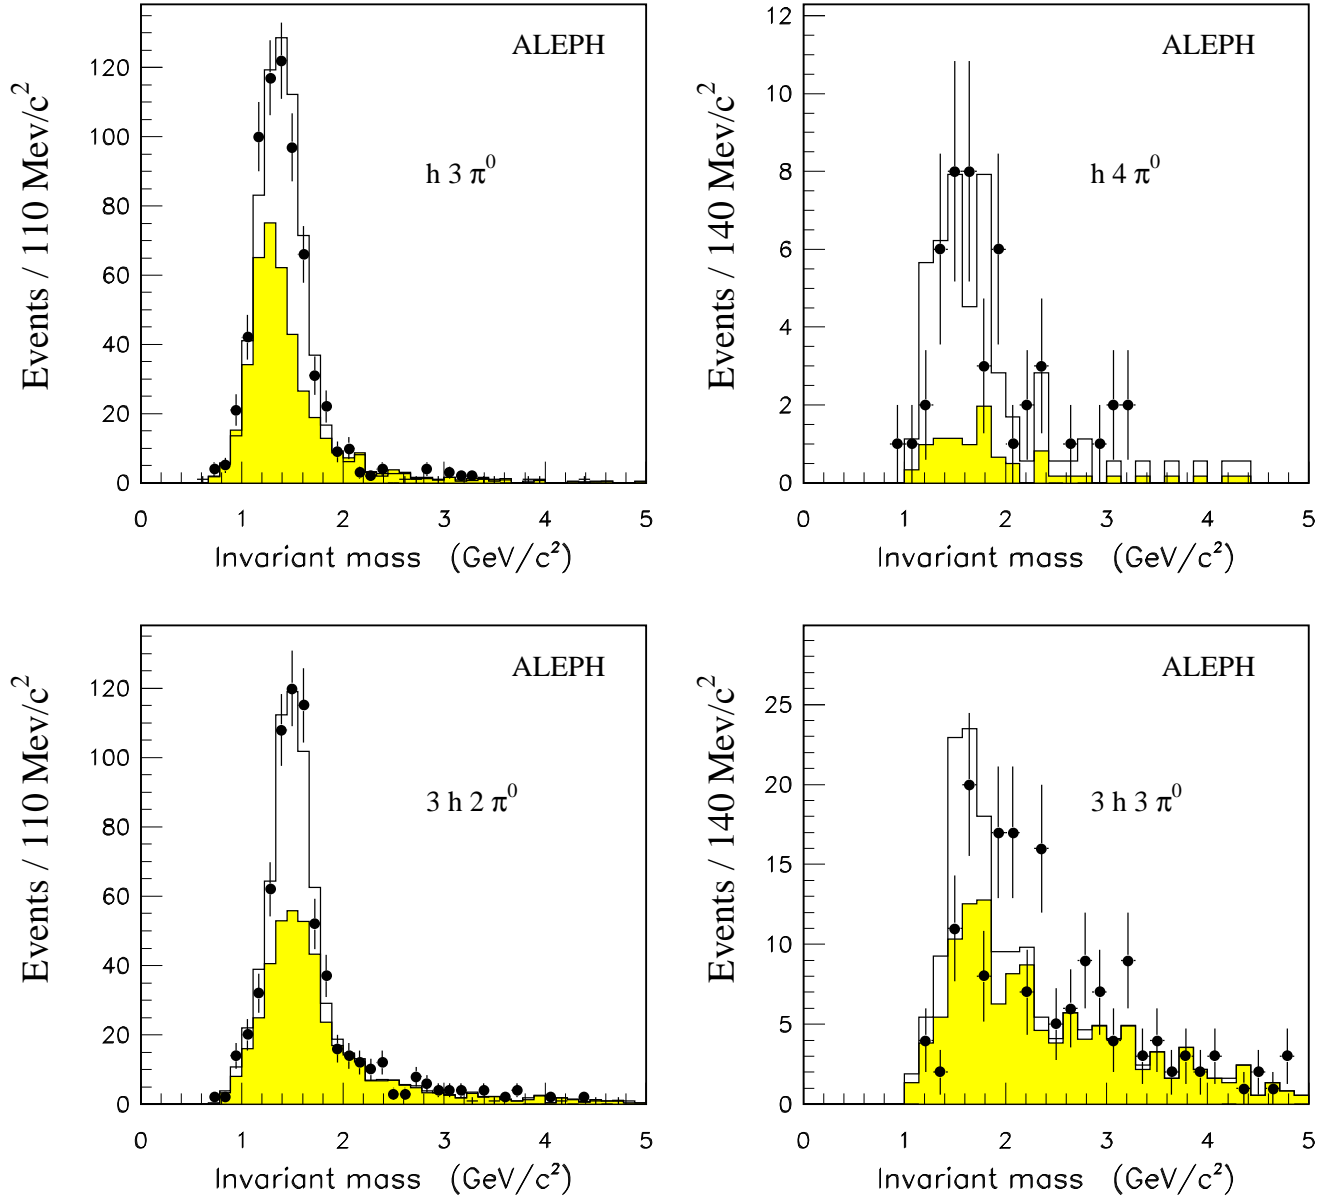 ALEPH
h 3 π⁰
Events / 110 Mev/c²
120
100
80
60
40
20
0
0 1 2 3 4 5
Invariant mass (GeV/c²)
ALEPH
h 4 π⁰
Events / 140 Mev/c²
12
10
8
6
4
2
0
0 1 2 3 4 5
Invariant mass (GeV/c²)
ALEPH
3 h 2 π⁰
Events / 110 Mev/c²
120
100
80
60
40
20
0
0 1 2 3 4 5
Invariant mass (GeV/c²)
ALEPH
3 h 3 π⁰
Events / 140 Mev/c²
25
20
15
10
5
0
0 1 2 3 4 5
Invariant mass (GeV/c²)